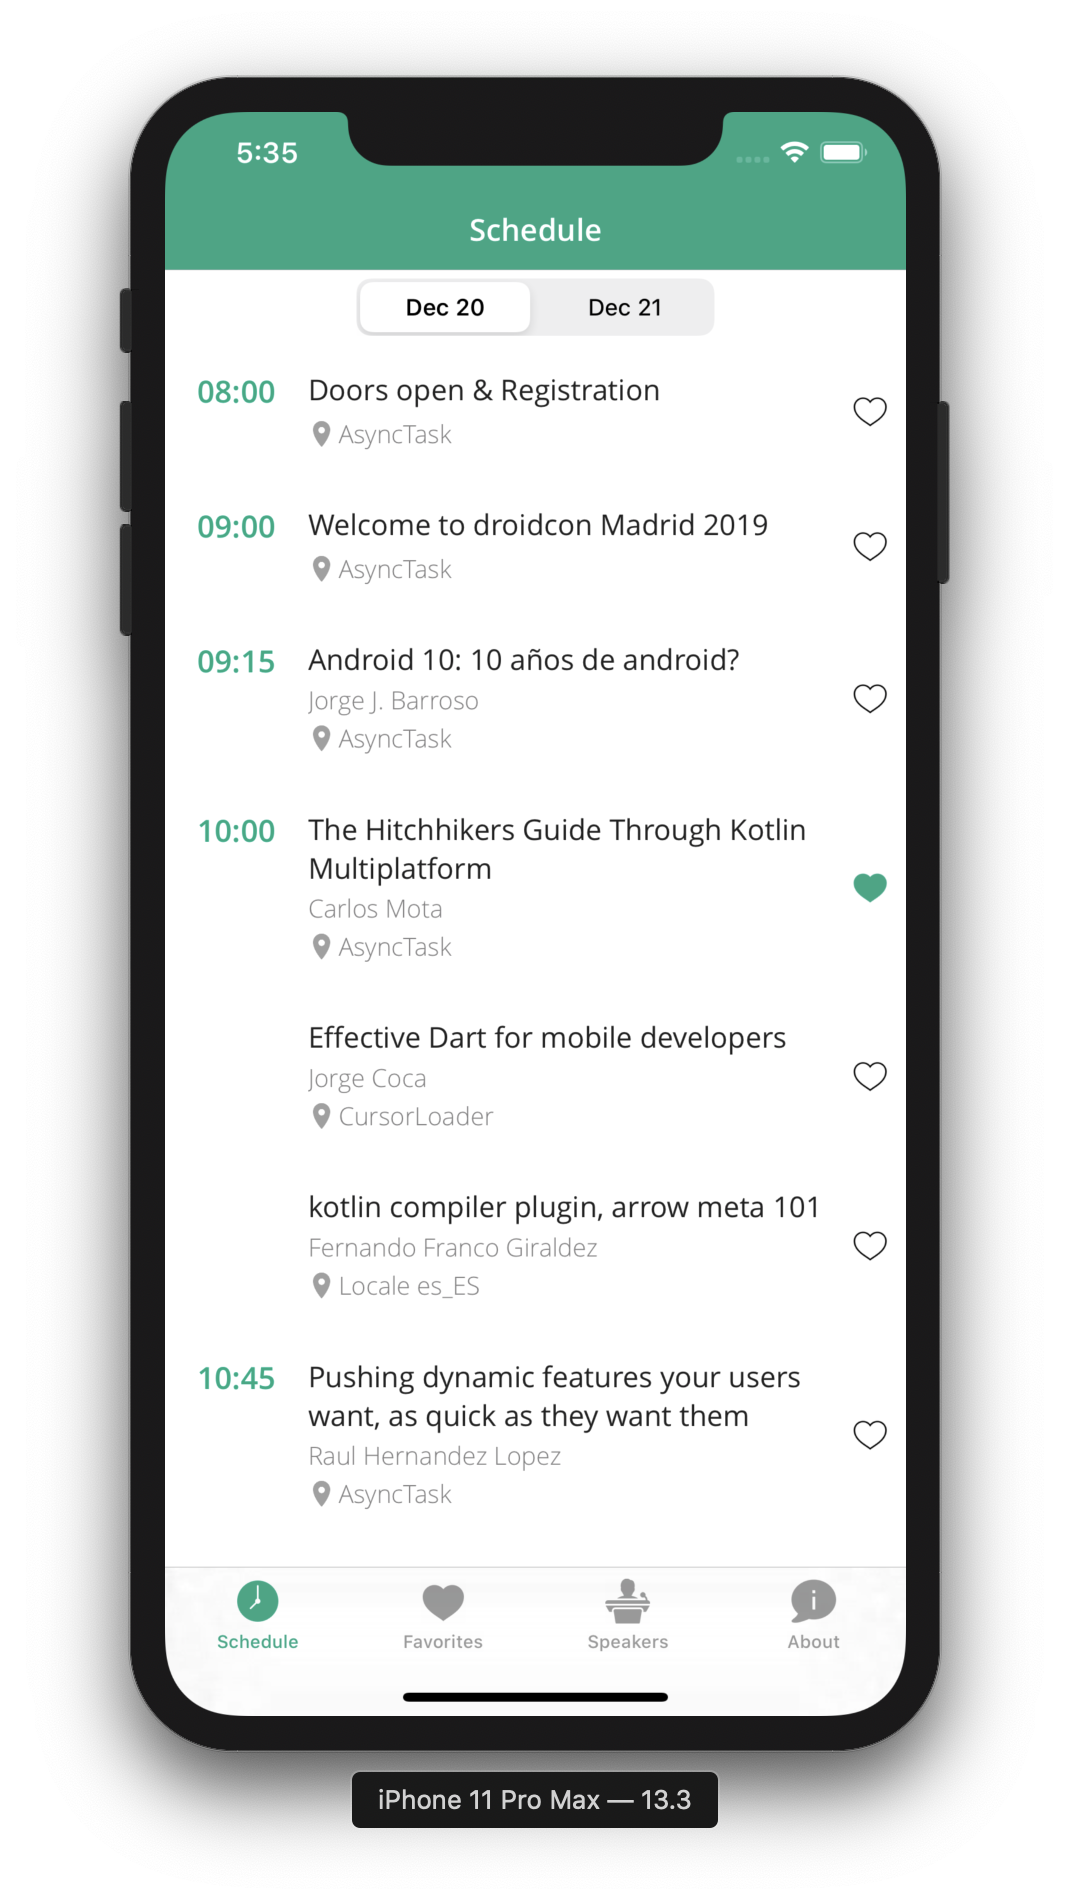 5:35
Schedule
Dec 20 Dec 21
08:00 Doors open & Registration
AsyncTask
09:00 Welcome to droidcon Madrid 2019
AsyncTask
09:15 Android 10: 10 años de android?
Jorge J. Barroso
AsyncTask
10:00 The Hitchhikers Guide Through Kotlin
Multiplatform
Carlos Mota
AsyncTask
Effective Dart for mobile developers
Jorge Coca
CursorLoader
kotlin compiler plugin, arrow meta 101
Fernando Franco Giraldez
Locale es_ES
10:45 Pushing dynamic features your users
want, as quick as they want them
Raul Hernandez Lopez
AsyncTask
Schedule Favorites Speakers About
iPhone 11 Pro Max — 13.3